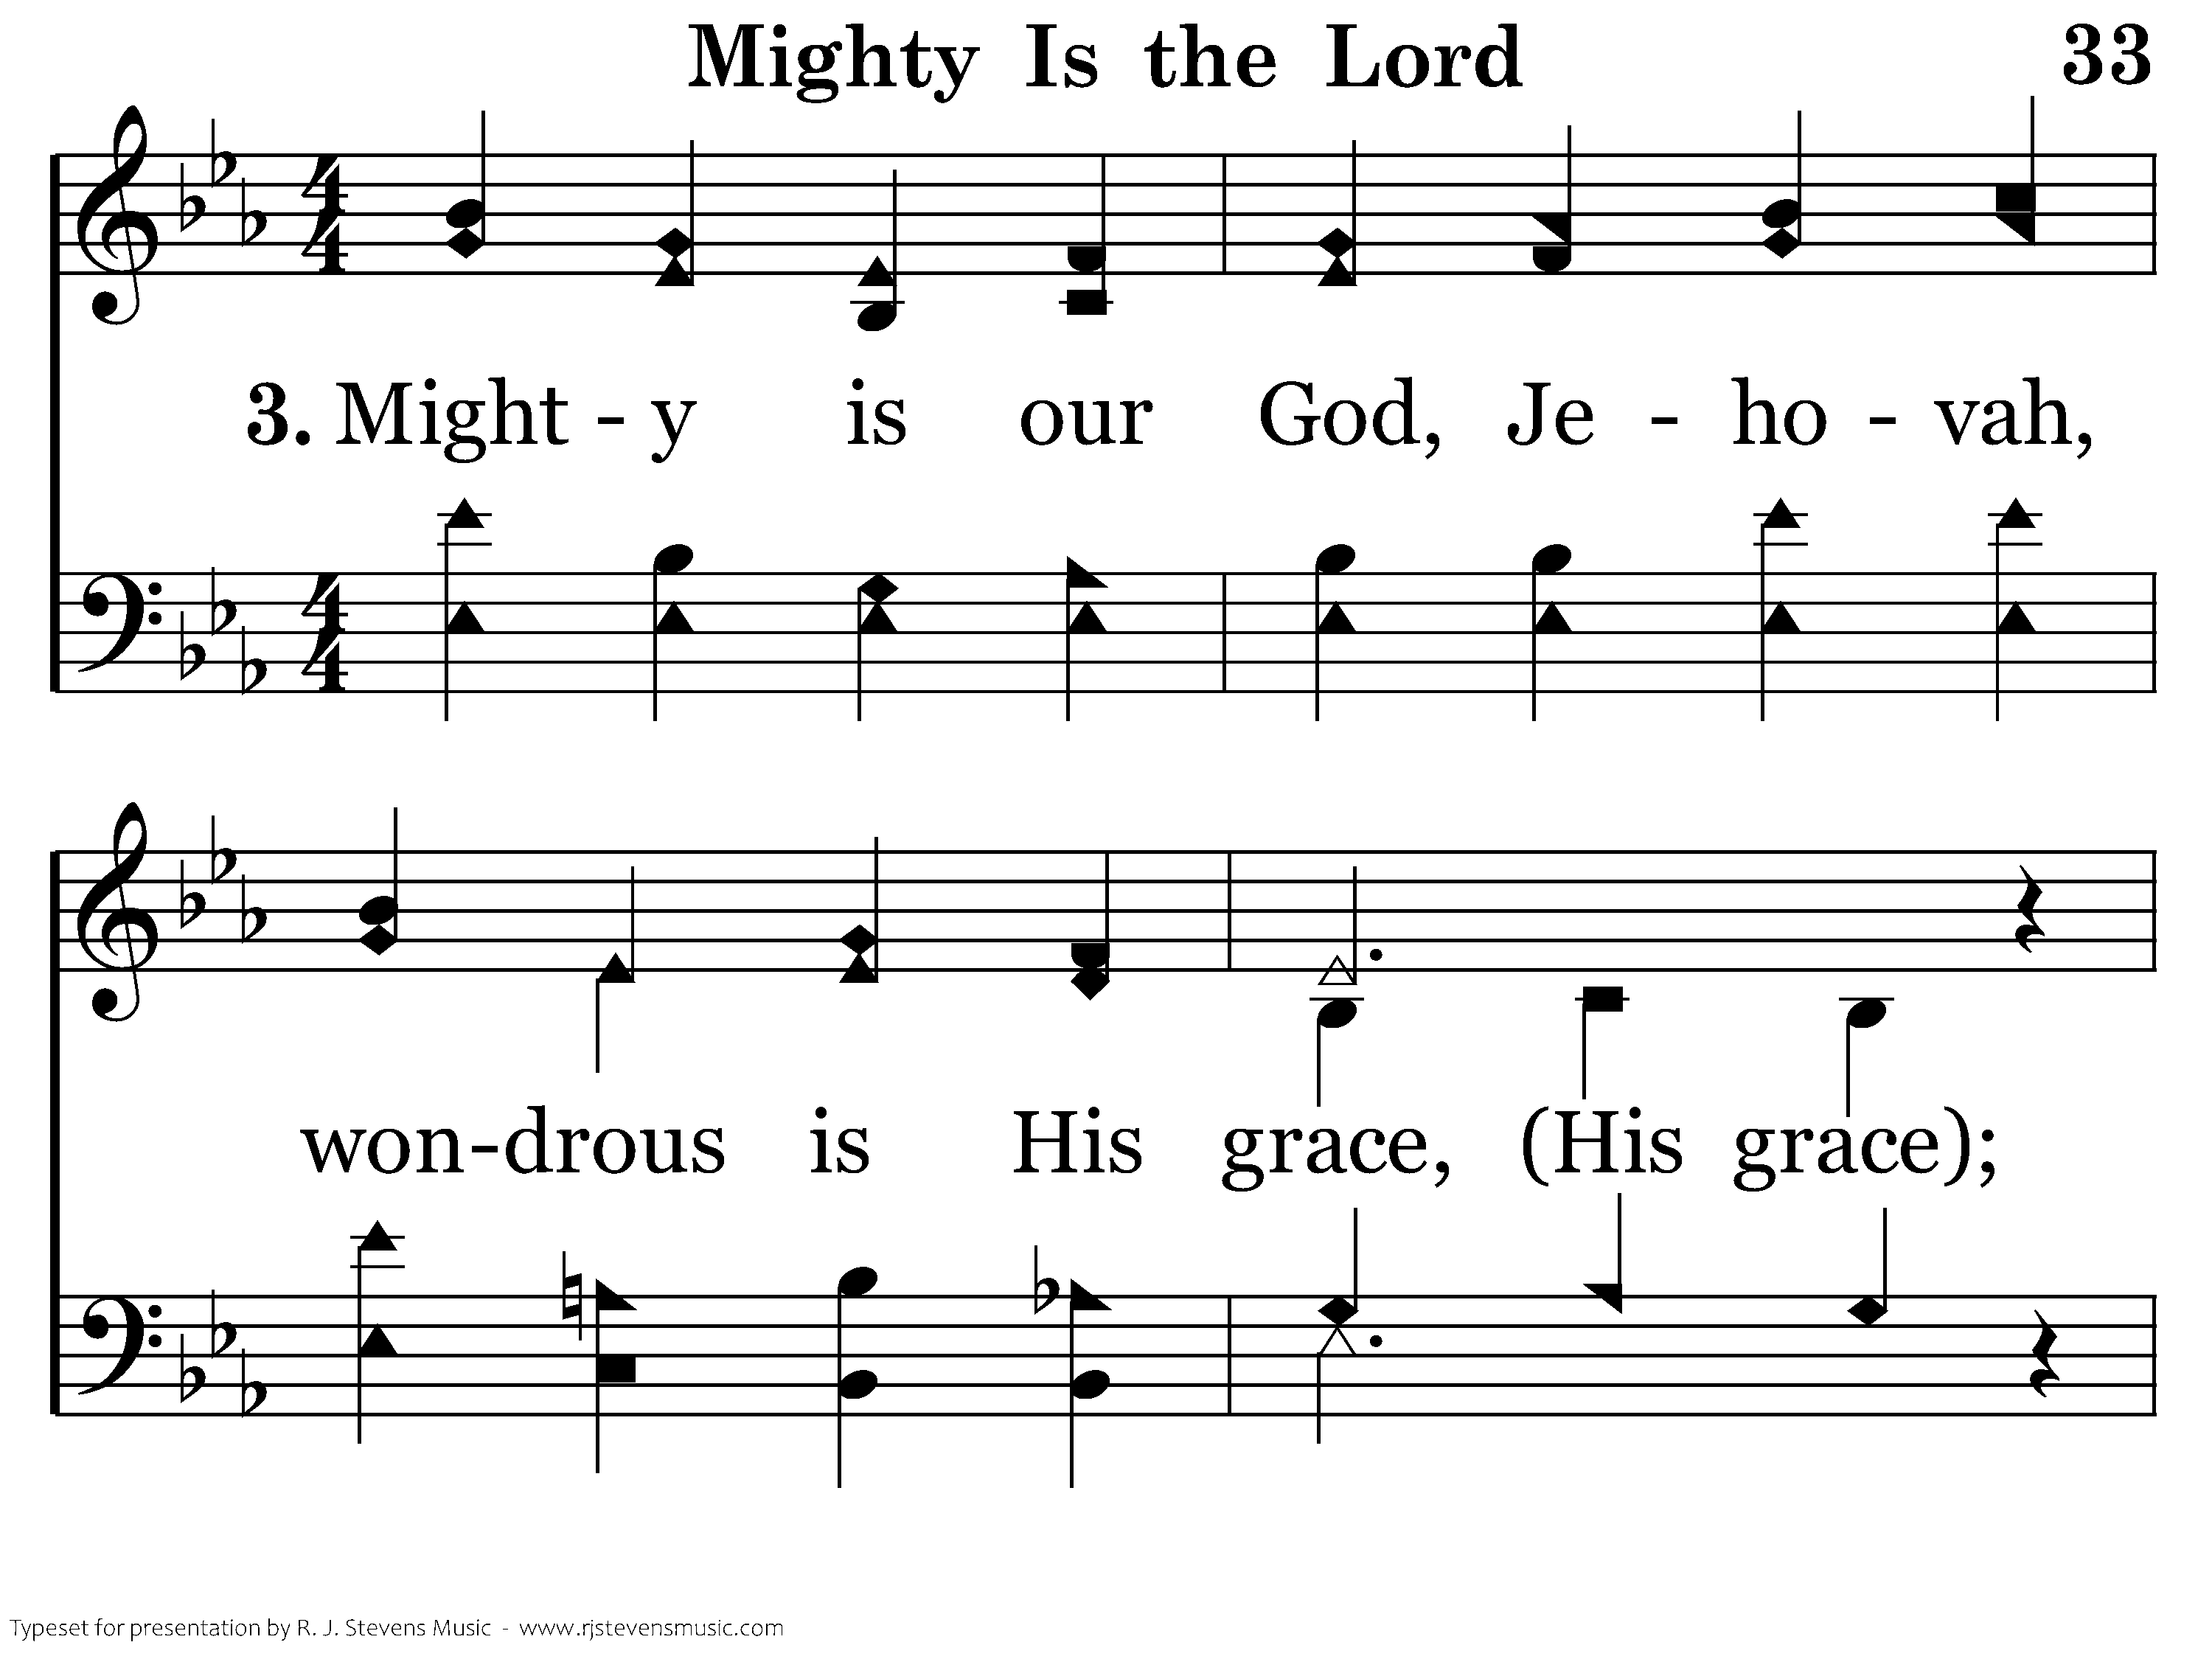 Mighty Is the Lord 33
3. Might - y is our God, Je - ho - vah,
won-drous is His grace, (His grace);
Typeset for presentation by R. J. Stevens Music - www.rjstevensmusic.com